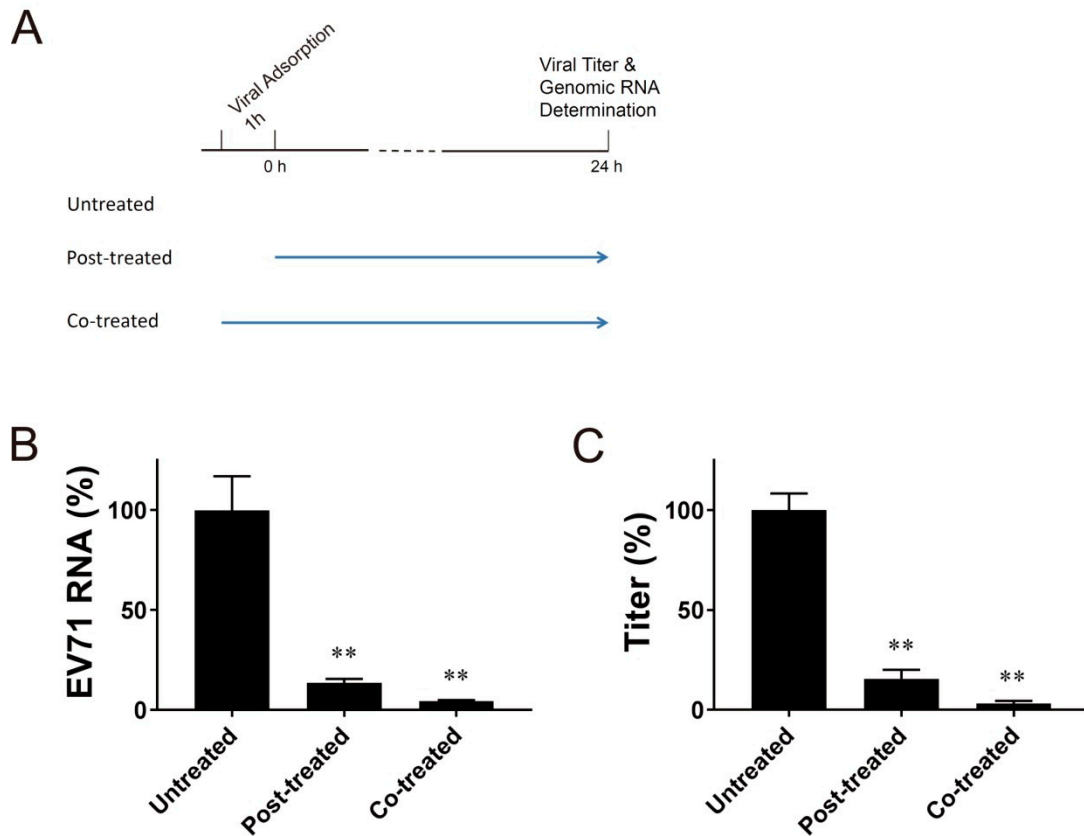 A
Viral Adsorption
1h
Viral Titer &
Genomic RNA
Determination
0 h
24 h
Untreated
Post-treated
Co-treated
B
EV71 RNA (%)
100
50
0
**
**
Untreated
Post-treated
Co-treated
C
Titer (%)
100
50
0
**
**
Untreated
Post-treated
Co-treated